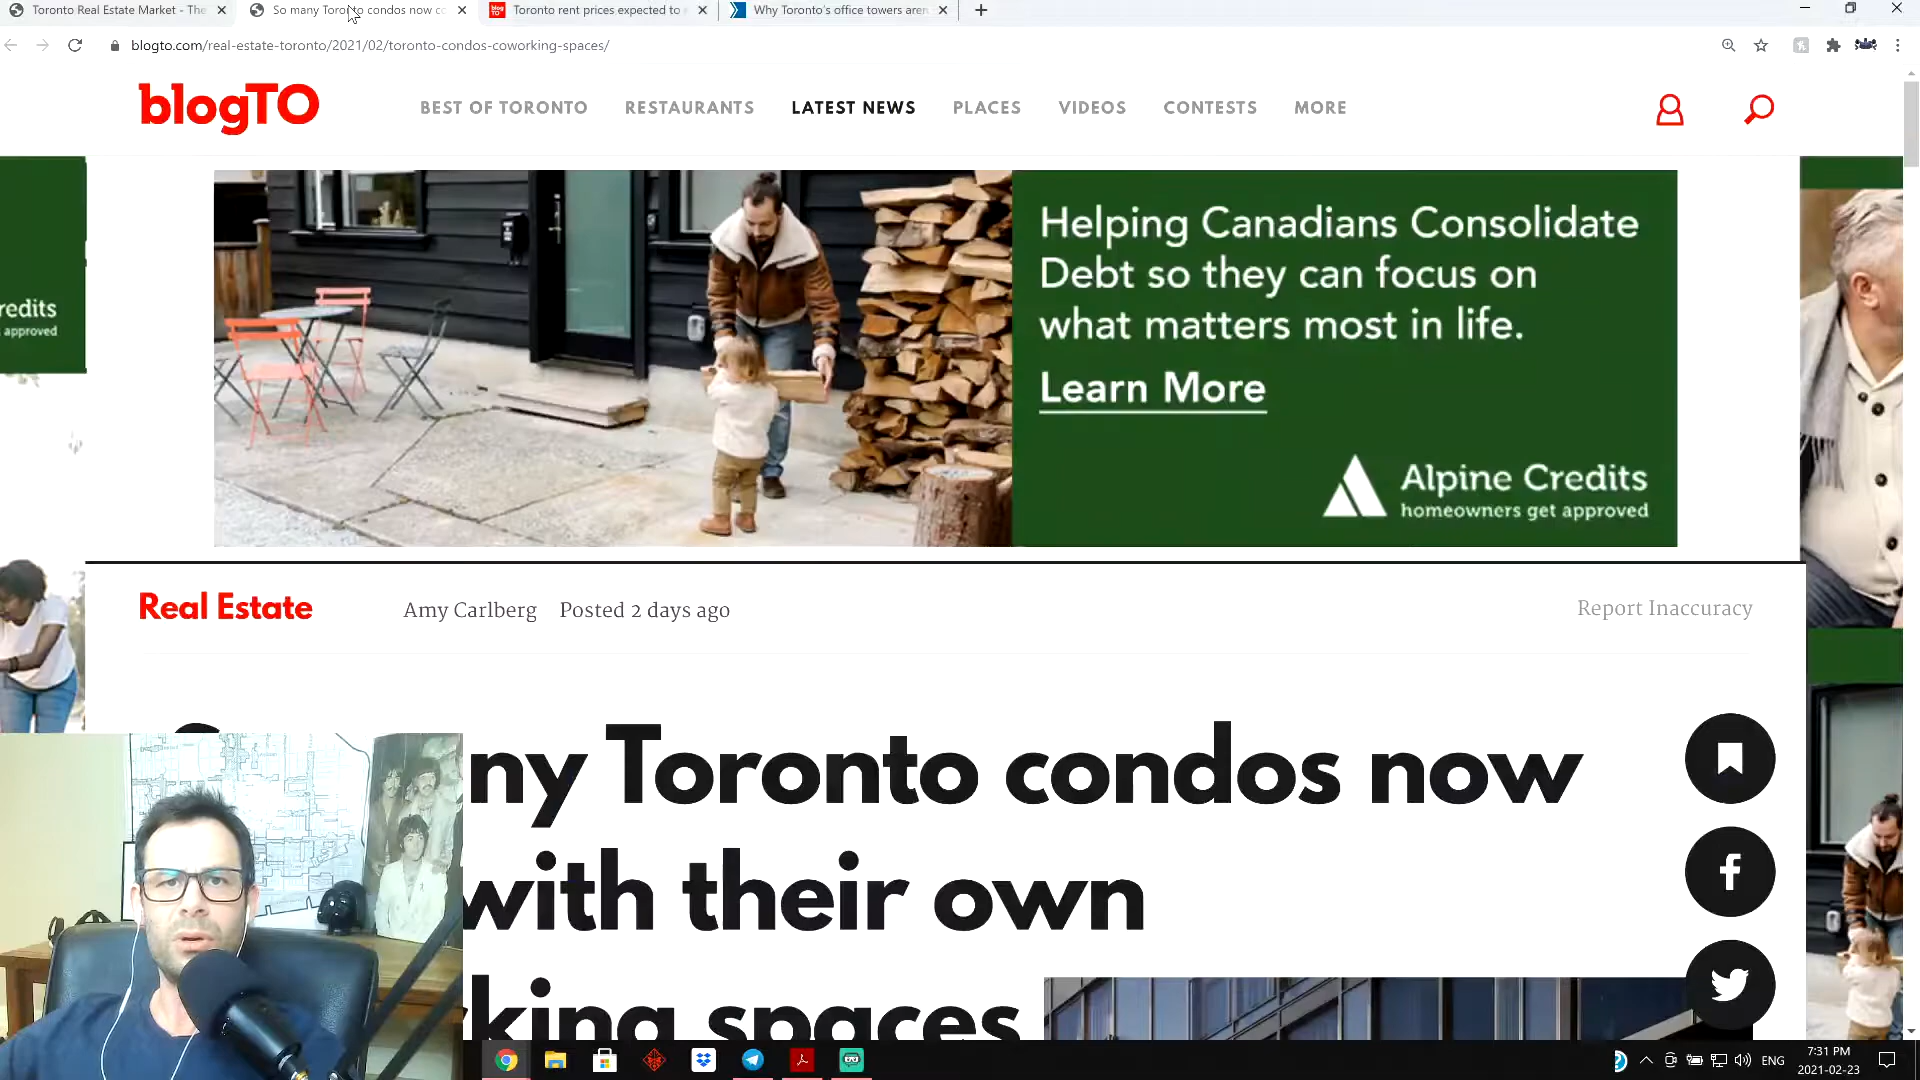 Toronto Real Estate Market - The
So many Toronto condos now co
Toronto rent prices expected to
Why Toronto's office towers aren
blogto.com/real-estate-toronto/2021/02/toronto-condos-coworking-spaces/
blogTO
BEST OF TORONTO
RESTAURANTS
LATEST NEWS
PLACES
VIDEOS
CONTESTS
MORE
redits
approved
Helping Canadians Consolidate
Debt so they can focus on
what matters most in life.
Learn More
Alpine Credits
homeowners get approved
Real Estate
Amy Carlberg
Posted 2 days ago
Report Inaccuracy
ny Toronto condos now
with their own
king spaces
ENG
7:31 PM
2021-02-23